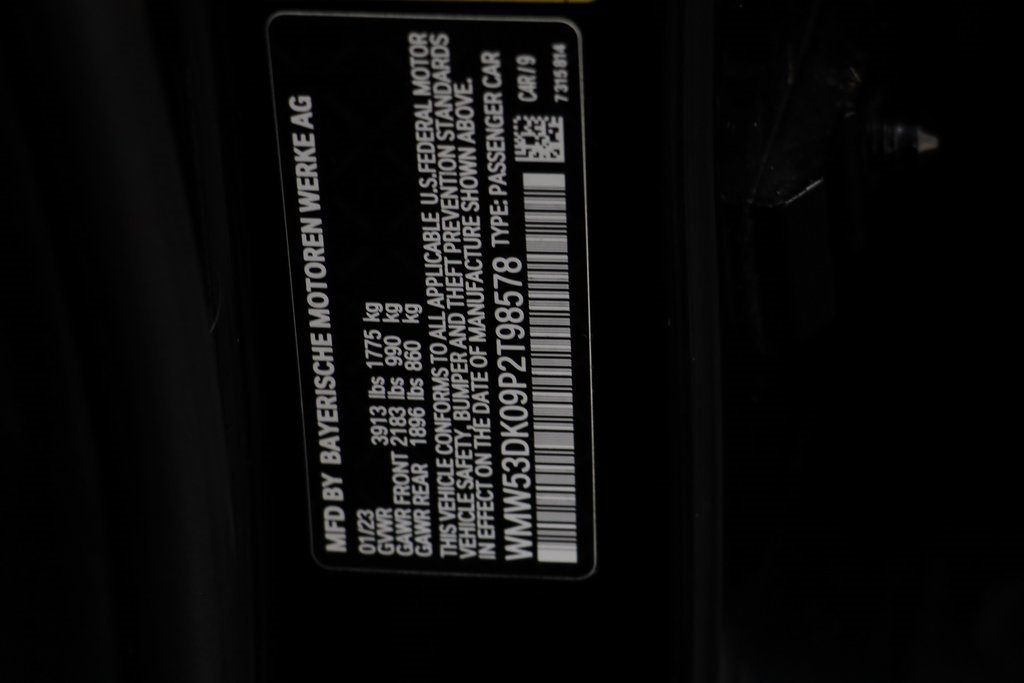 MFD BY BAYERISCHE MOTOREN WERKE AG
01/23
GVWR 3913 lbs 1775 kg
GAWR FRONT 2183 lbs 990 kg
GAWR REAR 1896 lbs 860 kg
THIS VEHICLE CONFORMS TO ALL APPLICABLE U.S.FEDERAL MOTOR
VEHICLE SAFETY, BUMPER AND THEFT PREVENTION STANDARDS
IN EFFECT ON THE DATE OF MANUFACTURE SHOWN ABOVE.
WMW53DK09P2T98578 TYPE: PASSENGER CAR
C4R/9
7 315 814